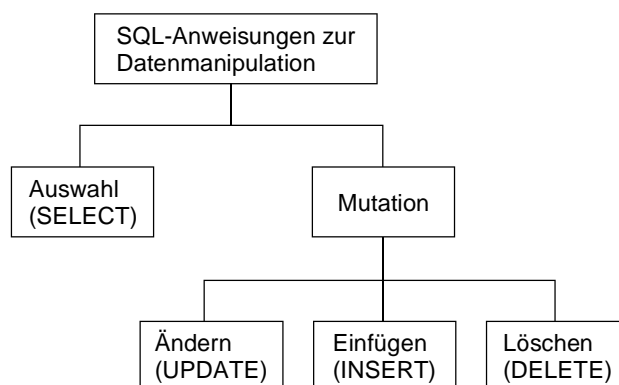 SQL-Anweisungen zur
Datenmanipulation
Auswahl
(SELECT)
Mutation
Ändern
(UPDATE)
Einfügen
(INSERT)
Löschen
(DELETE)